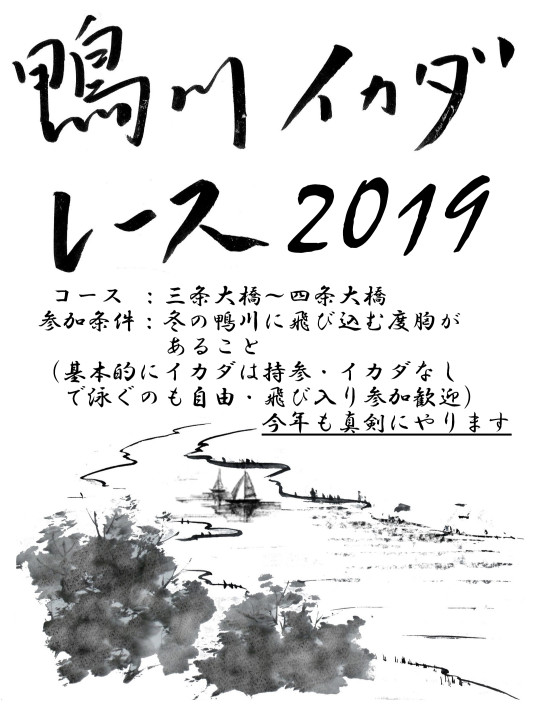 鴨川イカダ
レース2019
コース：三条大橋～四条大橋
参加条件：冬の鴨川に飛び込む度胸が
あること
（基本的にイカダは持参・イカダなし
で泳ぐのも自由・飛び入り参加歓迎）
今年も真剣にやります